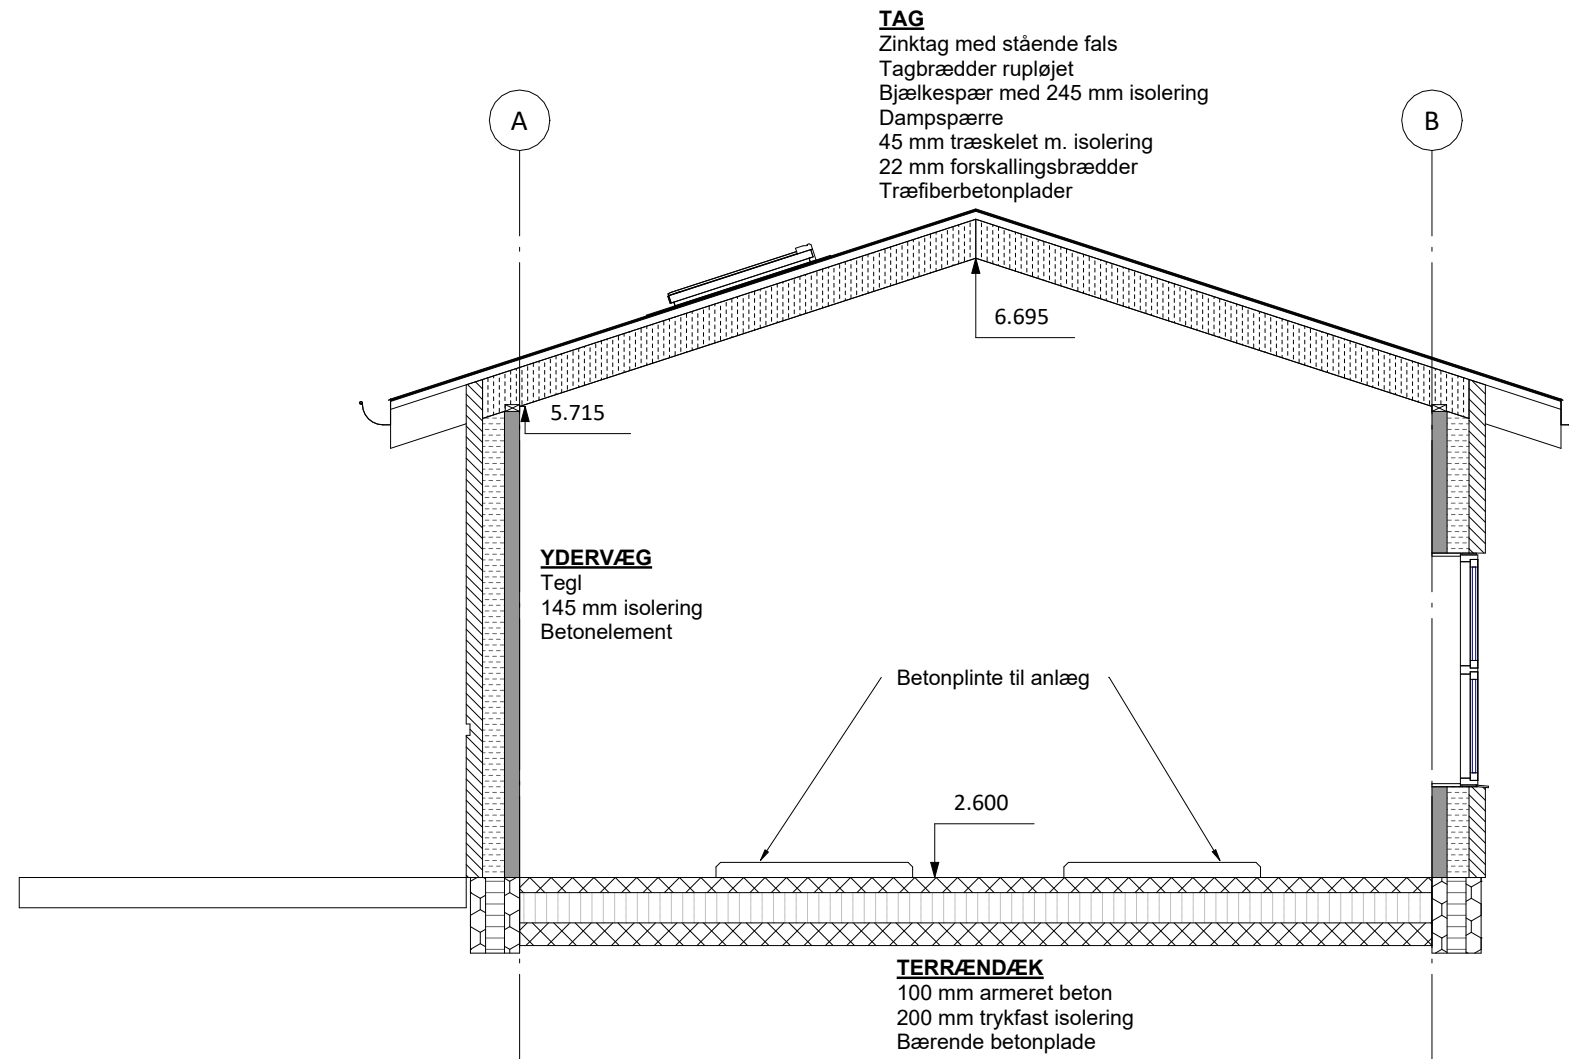 TAG
Zinktag med stående fals
Tagbrædder rupløjet
Bjælkespær med 245 mm isolering
Dampspærre
45 mm træskelet m. isolering
22 mm forskallingsbrædder
Træfiberbetonplader
A
B
6.695
5.715
YDERVÆG
Tegl
145 mm isolering
Betonelement
Betonplinte til anlæg
2.600
TERRÆNDÆK
100 mm armeret beton
200 mm trykfast isolering
Bærende betonplade